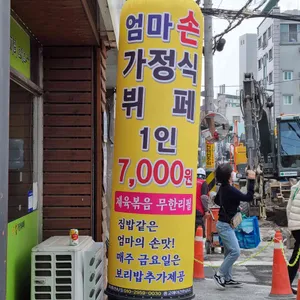 엄마손
가정식
뷔페
1인
7,000원
제육볶음 무한리필
집밥같은
엄마의 손맛!
매주 금요일은
보리밥추가제공